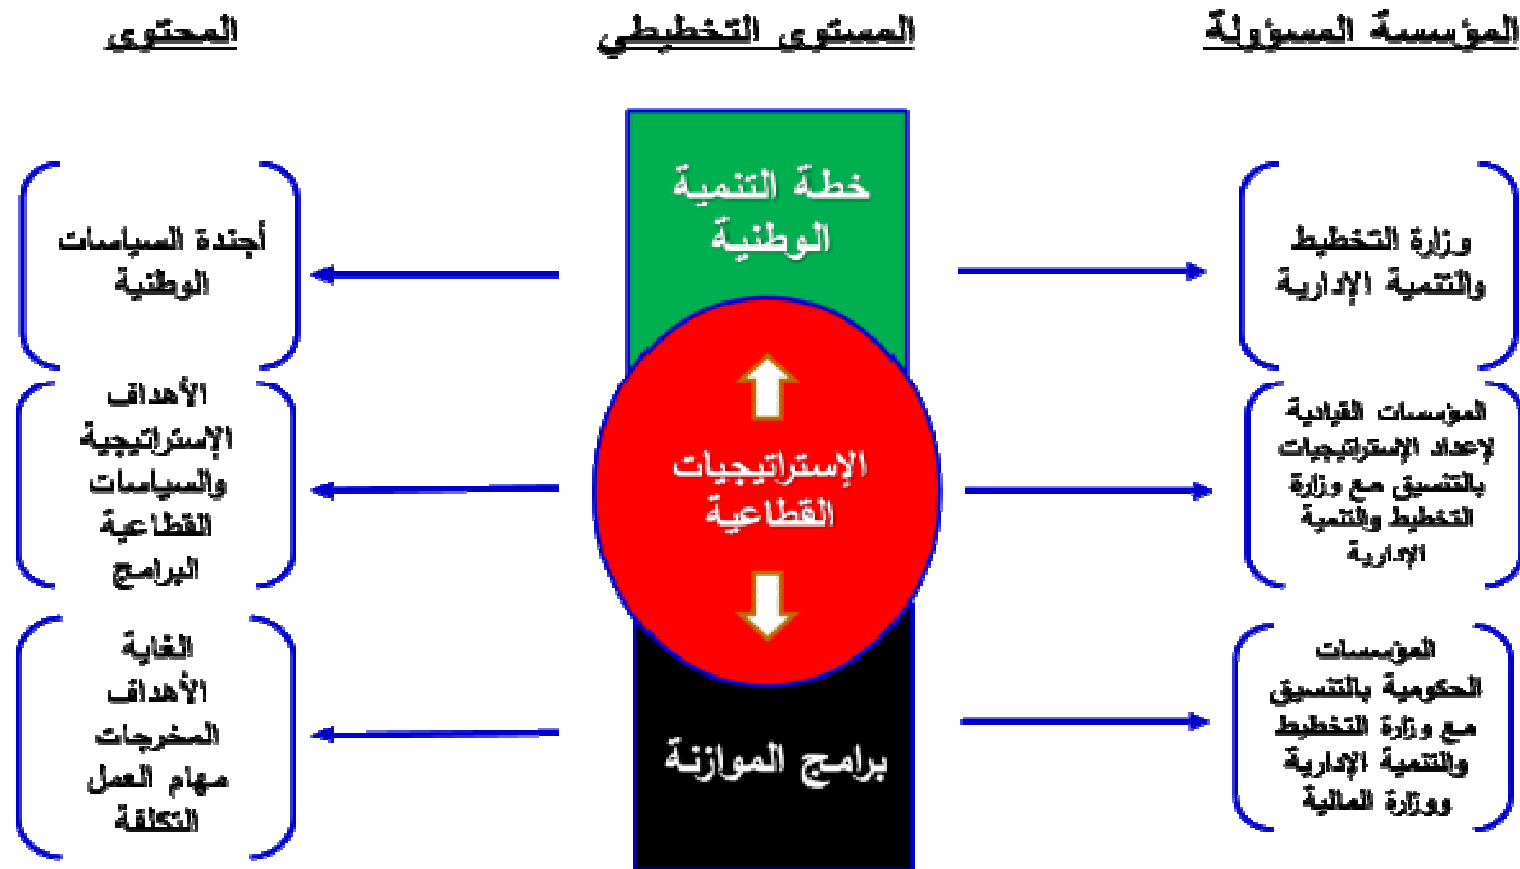 المؤسسة المسؤولة
المستوى التخطيطي
المحتوى
وزارة التخطيط
والتنمية الإدارية
خطة التنمية
الوطنية
أجندة السياسات
الوطنية
المؤسسات القيادية
لإعداد الإستراتيجيات
بالتنسيق مع وزارة
التخطيط والتنمية
الإدارية
الإستراتيجيات
القطاعية
الأهداف
الإستراتيجية
والسياسات
القطاعية
البرامج
المؤسسات
الحكومية بالتنسيق
مع وزارة التخطيط
والتنمية الإدارية
ووزارة المالية
برامج الموازنة
الغاية
الأهداف
المخرجات
مهام العمل
التكلفة